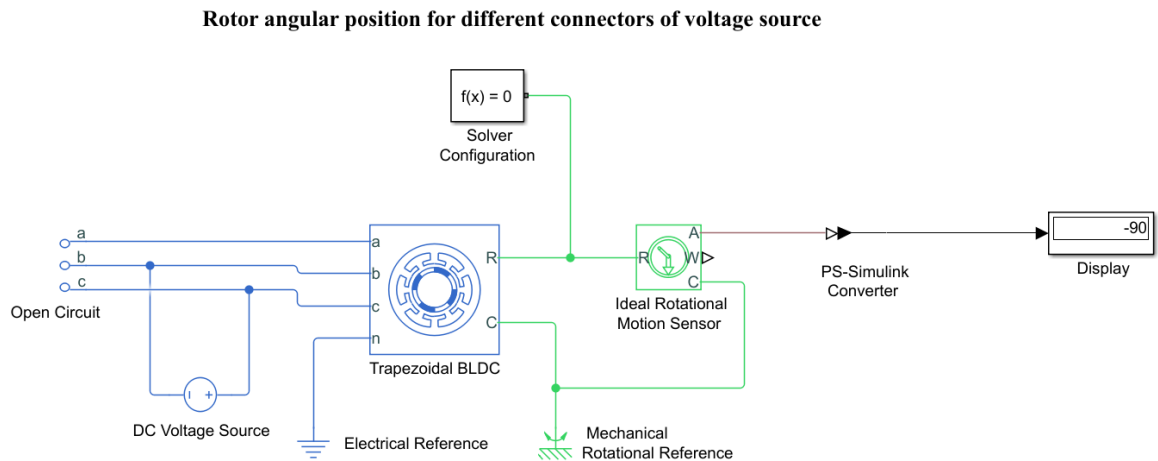 Rotor angular position for different connectors of voltage source
f(x) = 0
Solver
Configuration
a
b
c
Open Circuit
a
b
c
n
R
C
Trapezoidal BLDC
R
A
W
C
Ideal Rotational
Motion Sensor
PS-Simulink
Converter
-90
Display
DC Voltage Source
Electrical Reference
Mechanical
Rotational Reference